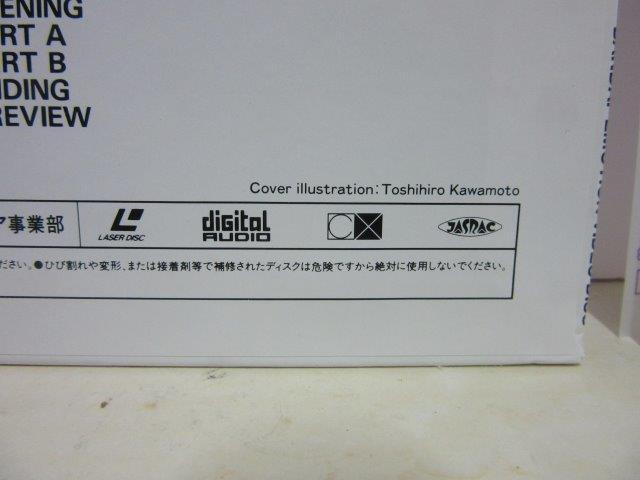 ENING
RT A
RT B
NDING
REVIEW
Cover illustration: Toshihiro Kawamoto
ア事業部
LASER DISC
digital AUDIO
JASRAC
ださい。●ひび割れや変形、または接着剤等で補修されたディスクは危険ですから絶対に使用しないでください。
BANDAI EMOTION